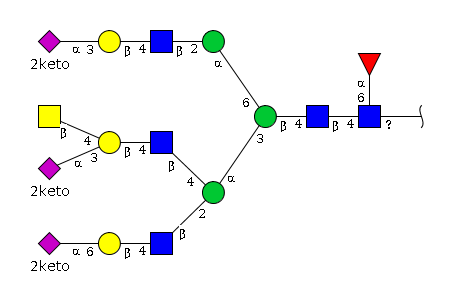 α 3 β 4 β 2
2keto α
α
6
6
β 4 β 4 ?
3
β
4
α 3 β 4 β
2keto 4 α
2
β
α 6 β 4
2keto